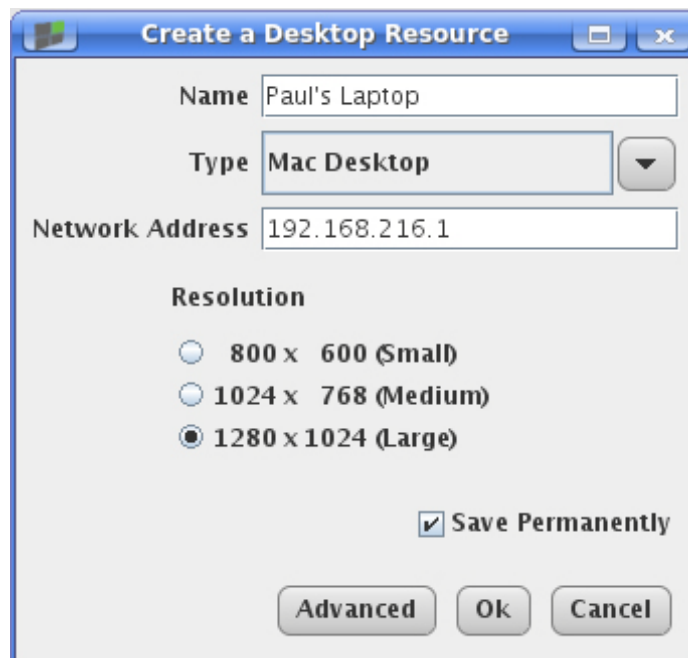 Create a Desktop Resource
Name Paul's Laptop
Type Mac Desktop
Network Address 192.168.216.1
Resolution
800 x 600 (Small)
1024 x 768 (Medium)
1280 x 1024 (Large)
Save Permanently
Advanced Ok Cancel